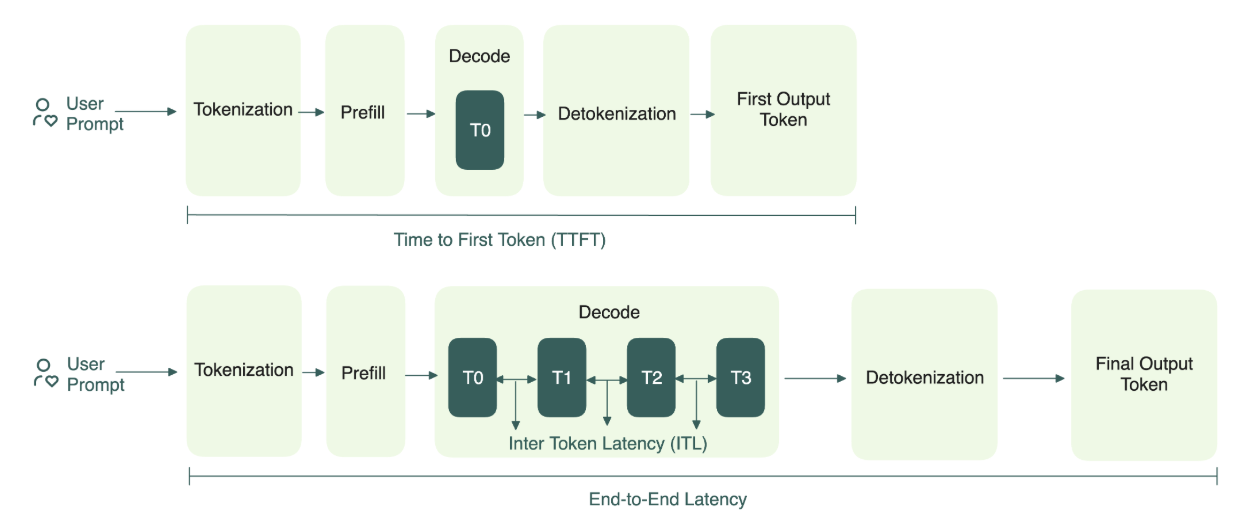 Decode
User
Prompt
Tokenization
Prefill
T0
Detokenization
First Output
Token
Time to First Token (TTFT)
Decode
User
Prompt
Tokenization
Prefill
T0
T1
T2
T3
Inter Token Latency (ITL)
Detokenization
Final Output
Token
End-to-End Latency